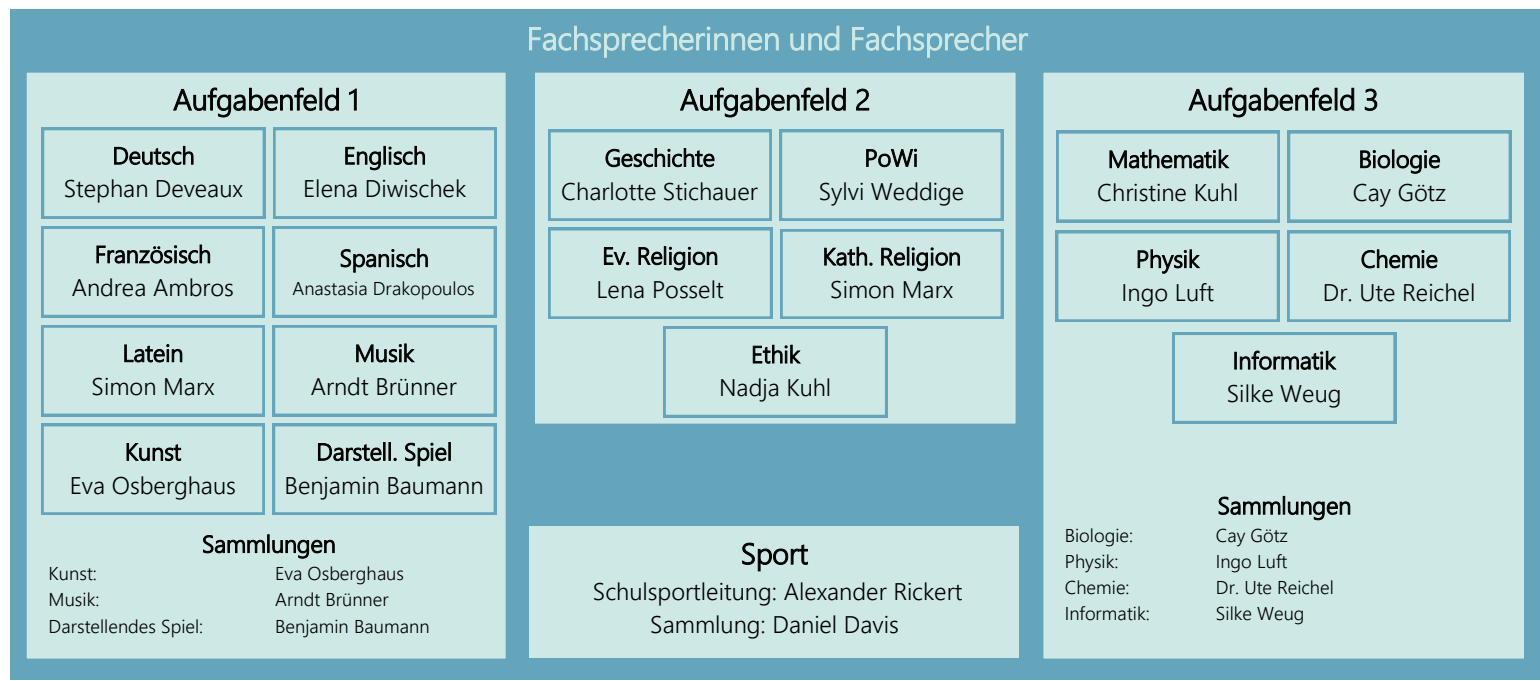 Fachsprecherinnen und Fachsprecher
Aufgabenfeld 1
Deutsch
Stephan Deveaux
Englisch
Elena Diwischek
Französisch
Andrea Ambros
Spanisch
Anastasia Drakopoulos
Latein
Simon Marx
Musik
Arndt Brünner
Kunst
Eva Osberghaus
Darstell. Spiel
Benjamin Baumann
Sammlungen
Kunst: Eva Osberghaus
Musik: Arndt Brünner
Darstellendes Spiel: Benjamin Baumann
Aufgabenfeld 2
Geschichte
Charlotte Stichauer
PoWi
Sylvi Weddige
Ev. Religion
Lena Posselt
Kath. Religion
Simon Marx
Ethik
Nadja Kuhl
Sport
Schulsportleitung: Alexander Rickert
Sammlung: Daniel Davis
Aufgabenfeld 3
Mathematik
Christine Kuhl
Biologie
Cay Götz
Physik
Ingo Luft
Chemie
Dr. Ute Reichel
Informatik
Silke Weug
Sammlungen
Biologie: Cay Götz
Physik: Ingo Luft
Chemie: Dr. Ute Reichel
Informatik: Silke Weug